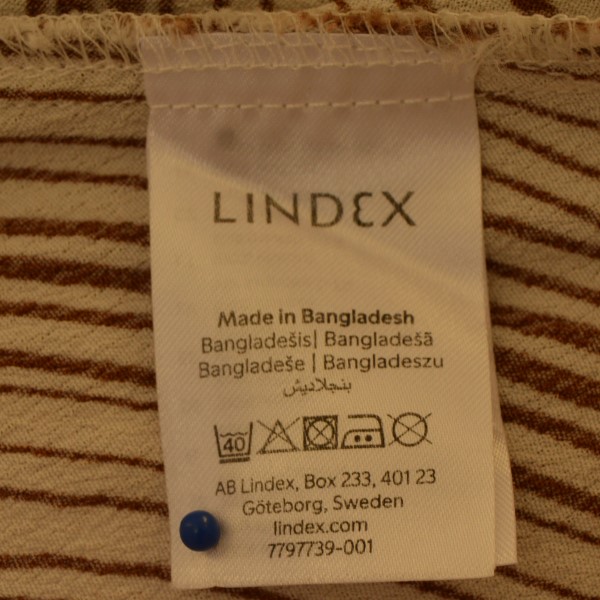 LINDEX
Made in Bangladesh
Bangladešis| Bangladešā
Bangladeše | Bangladeszu
بنجلاديش
40
AB Lindex, Box 233, 401 23
Göteborg, Sweden
lindex.com
7797739-001